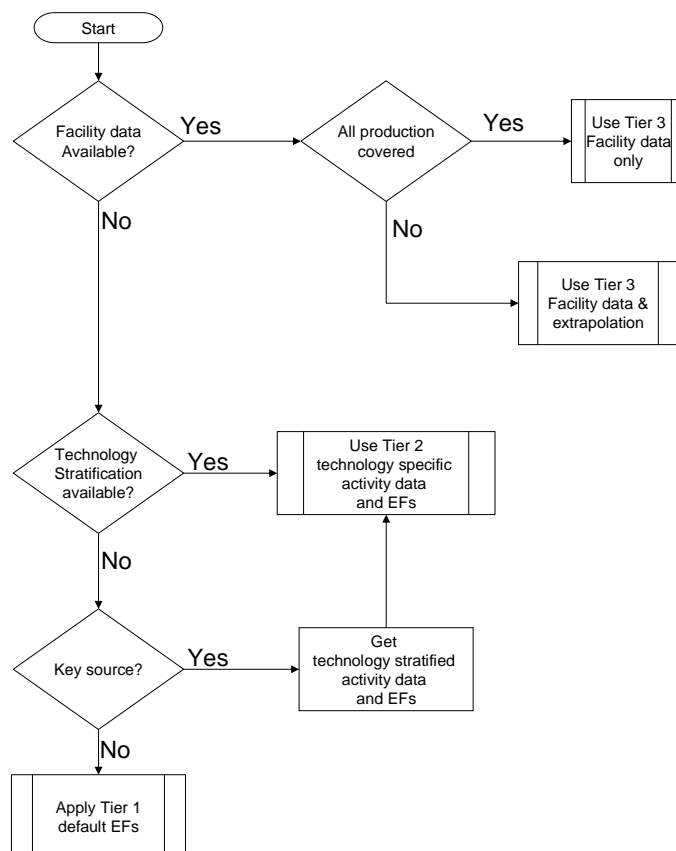 Start
Facility data
Available?
Yes
All production
covered
Yes
Use Tier 3
Facility data
only
No
No
Use Tier 3
Facility data &
extrapolation
Technology
Stratification
available?
Yes
Use Tier 2
technology specific
activity data
and EFs
No
Key source?
Yes
Get
technology stratified
activity data
and EFs
No
Apply Tier 1
default EFs